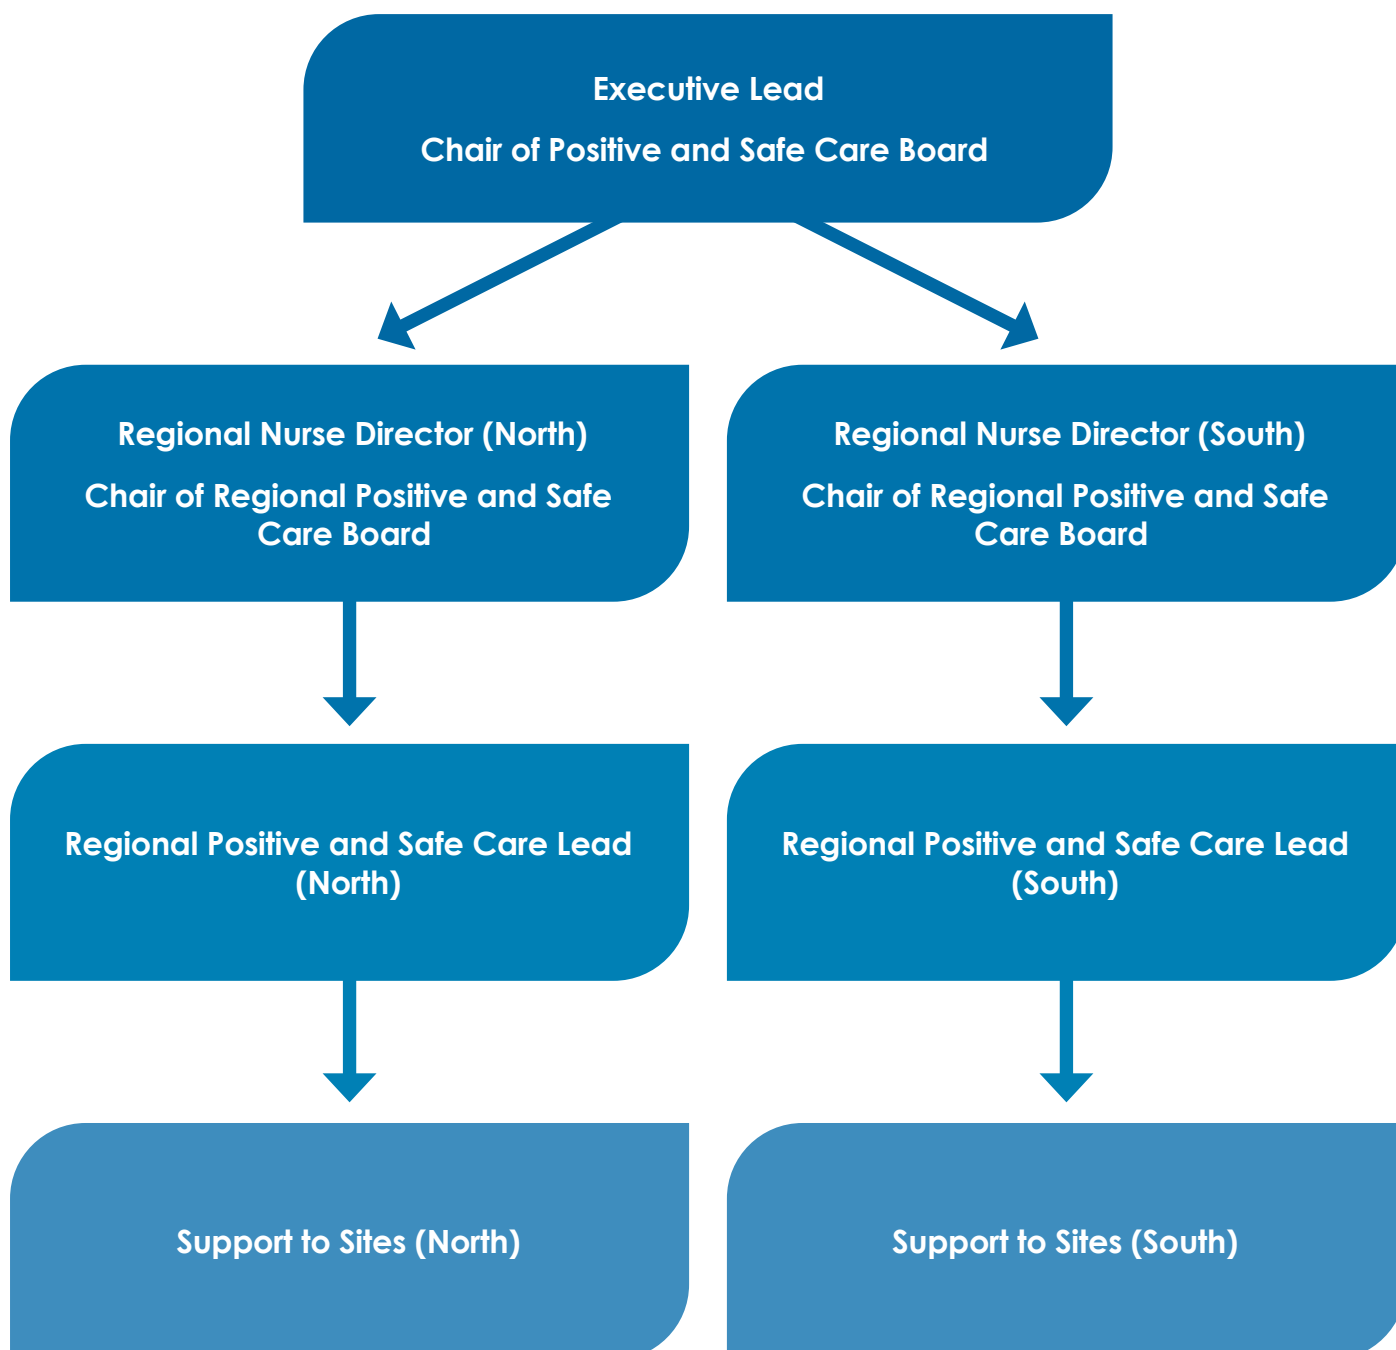 Executive Lead
Chair of Positive and Safe Care Board
Regional Nurse Director (North)
Chair of Regional Positive and Safe
Care Board
Regional Nurse Director (South)
Chair of Regional Positive and Safe
Care Board
Regional Positive and Safe Care Lead
(North)
Regional Positive and Safe Care Lead
(South)
Support to Sites (North)
Support to Sites (South)